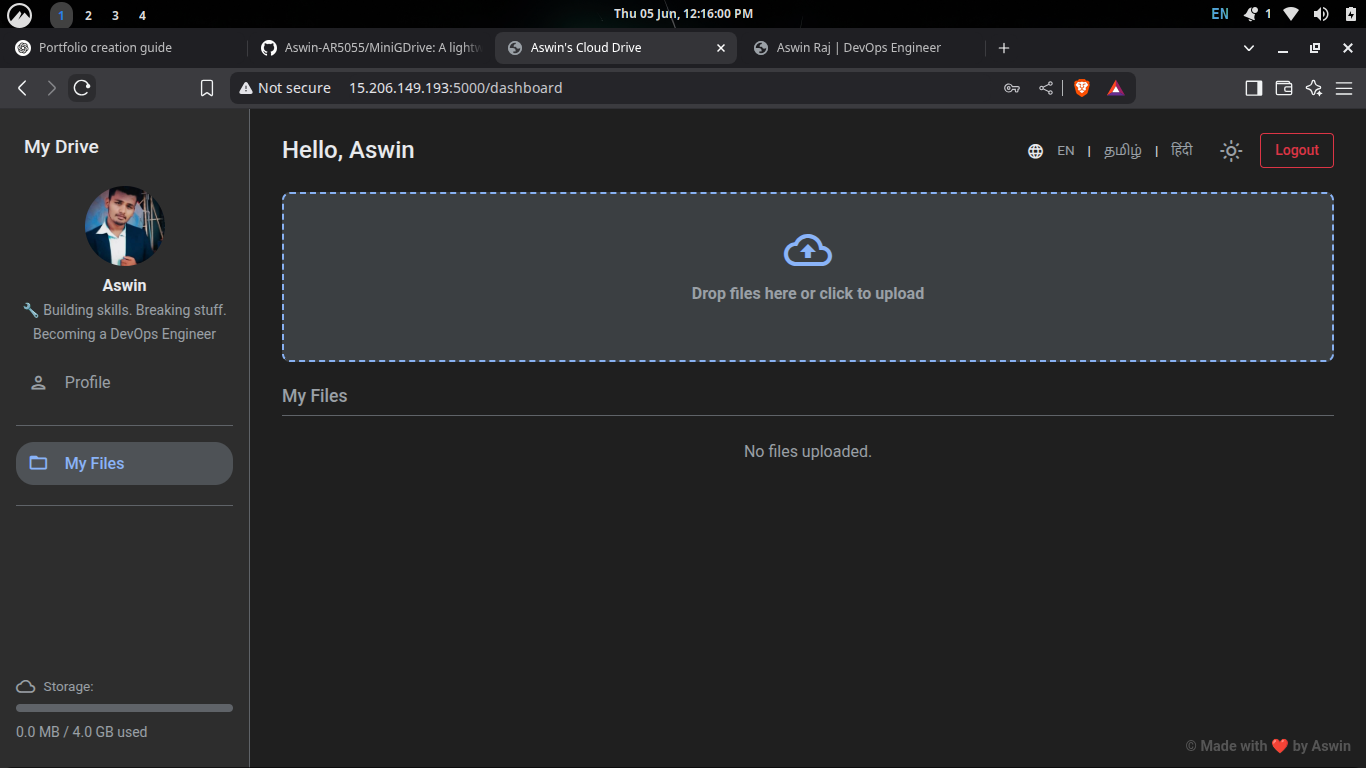 1 2 3 4
Thu 05 Jun, 12:16:00 PM
EN 1
Portfolio creation guide
Aswin-AR5055/MiniGDrive: A lightw
Aswin's Cloud Drive
Aswin Raj | DevOps Engineer
Not secure 15.206.149.193:5000/dashboard
My Drive
Aswin
🔧 Building skills. Breaking stuff.
Becoming a DevOps Engineer
Profile
My Files
Storage:
0.0 MB / 4.0 GB used
Hello, Aswin
EN | தமிழ் | हिंदी
Logout
Drop files here or click to upload
My Files
No files uploaded.
© Made with ❤️ by Aswin